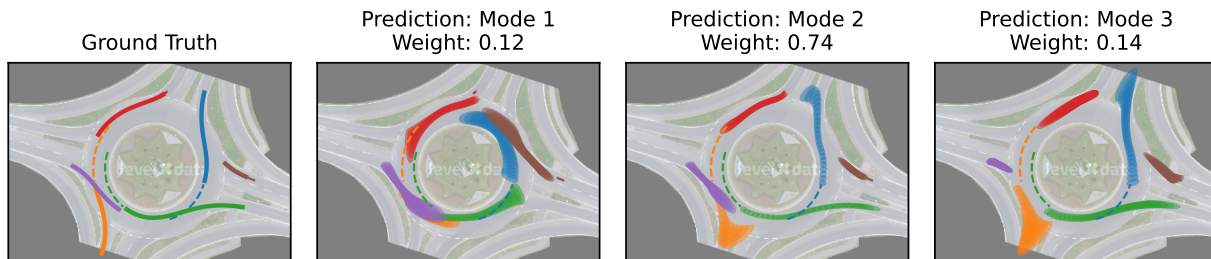 Ground Truth
Prediction: Mode 1
Weight: 0.12
Prediction: Mode 2
Weight: 0.74
Prediction: Mode 3
Weight: 0.14